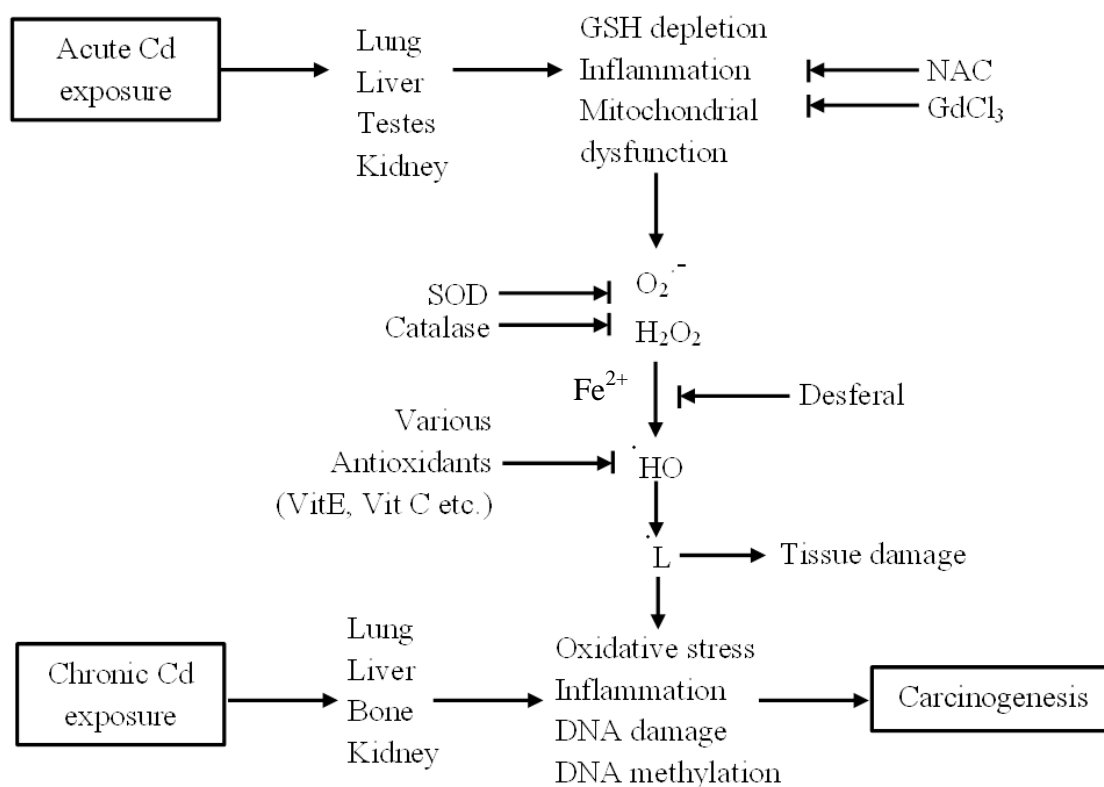 Acute Cd
exposure
Lung
Liver
Testes
Kidney
GSH depletion
Inflammation
Mitochondrial
dysfunction
NAC
GdCl₃
O₂·⁻
H₂O₂
SOD
Catalase
Fe²⁺
Desferal
Various
Antioxidants
(VitE, Vit C etc.)
·HO
·L
Tissue damage
Chronic Cd
exposure
Lung
Liver
Bone
Kidney
Oxidative stress
Inflammation
DNA damage
DNA methylation
Carcinogenesis